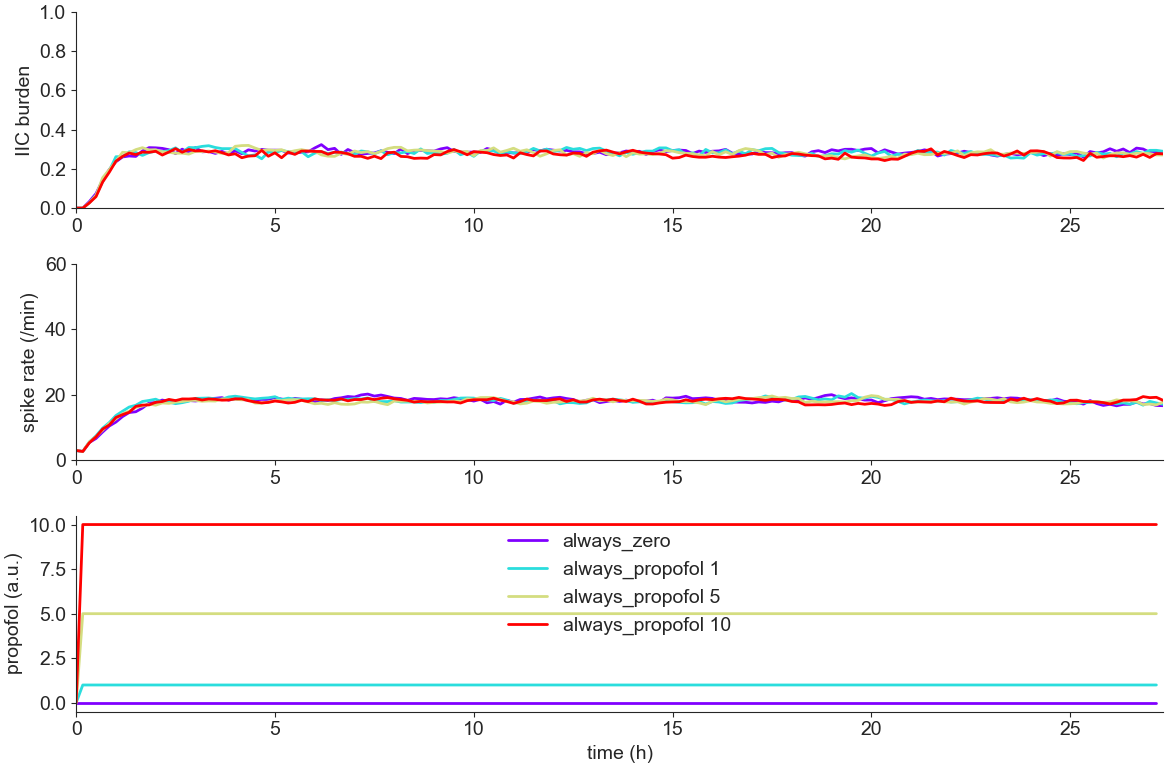 IIC burden
1.0
0.8
0.6
0.4
0.2
0.0
0 5 10 15 20 25
spike rate (/min)
60
40
20
0
0 5 10 15 20 25
propofol (a.u.)
10.0
7.5
5.0
2.5
0.0
always_zero
always_propofol 1
always_propofol 5
always_propofol 10
0 5 10 15 20 25
time (h)